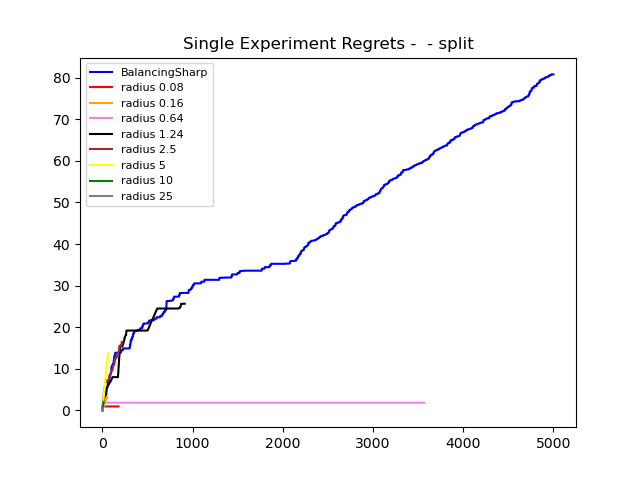 Single Experiment Regrets -  - split
BalancingSharp
radius 0.08
radius 0.16
radius 0.64
radius 1.24
radius 2.5
radius 5
radius 10
radius 25
80
70
60
50
40
30
20
10
0
0 1000 2000 3000 4000 5000